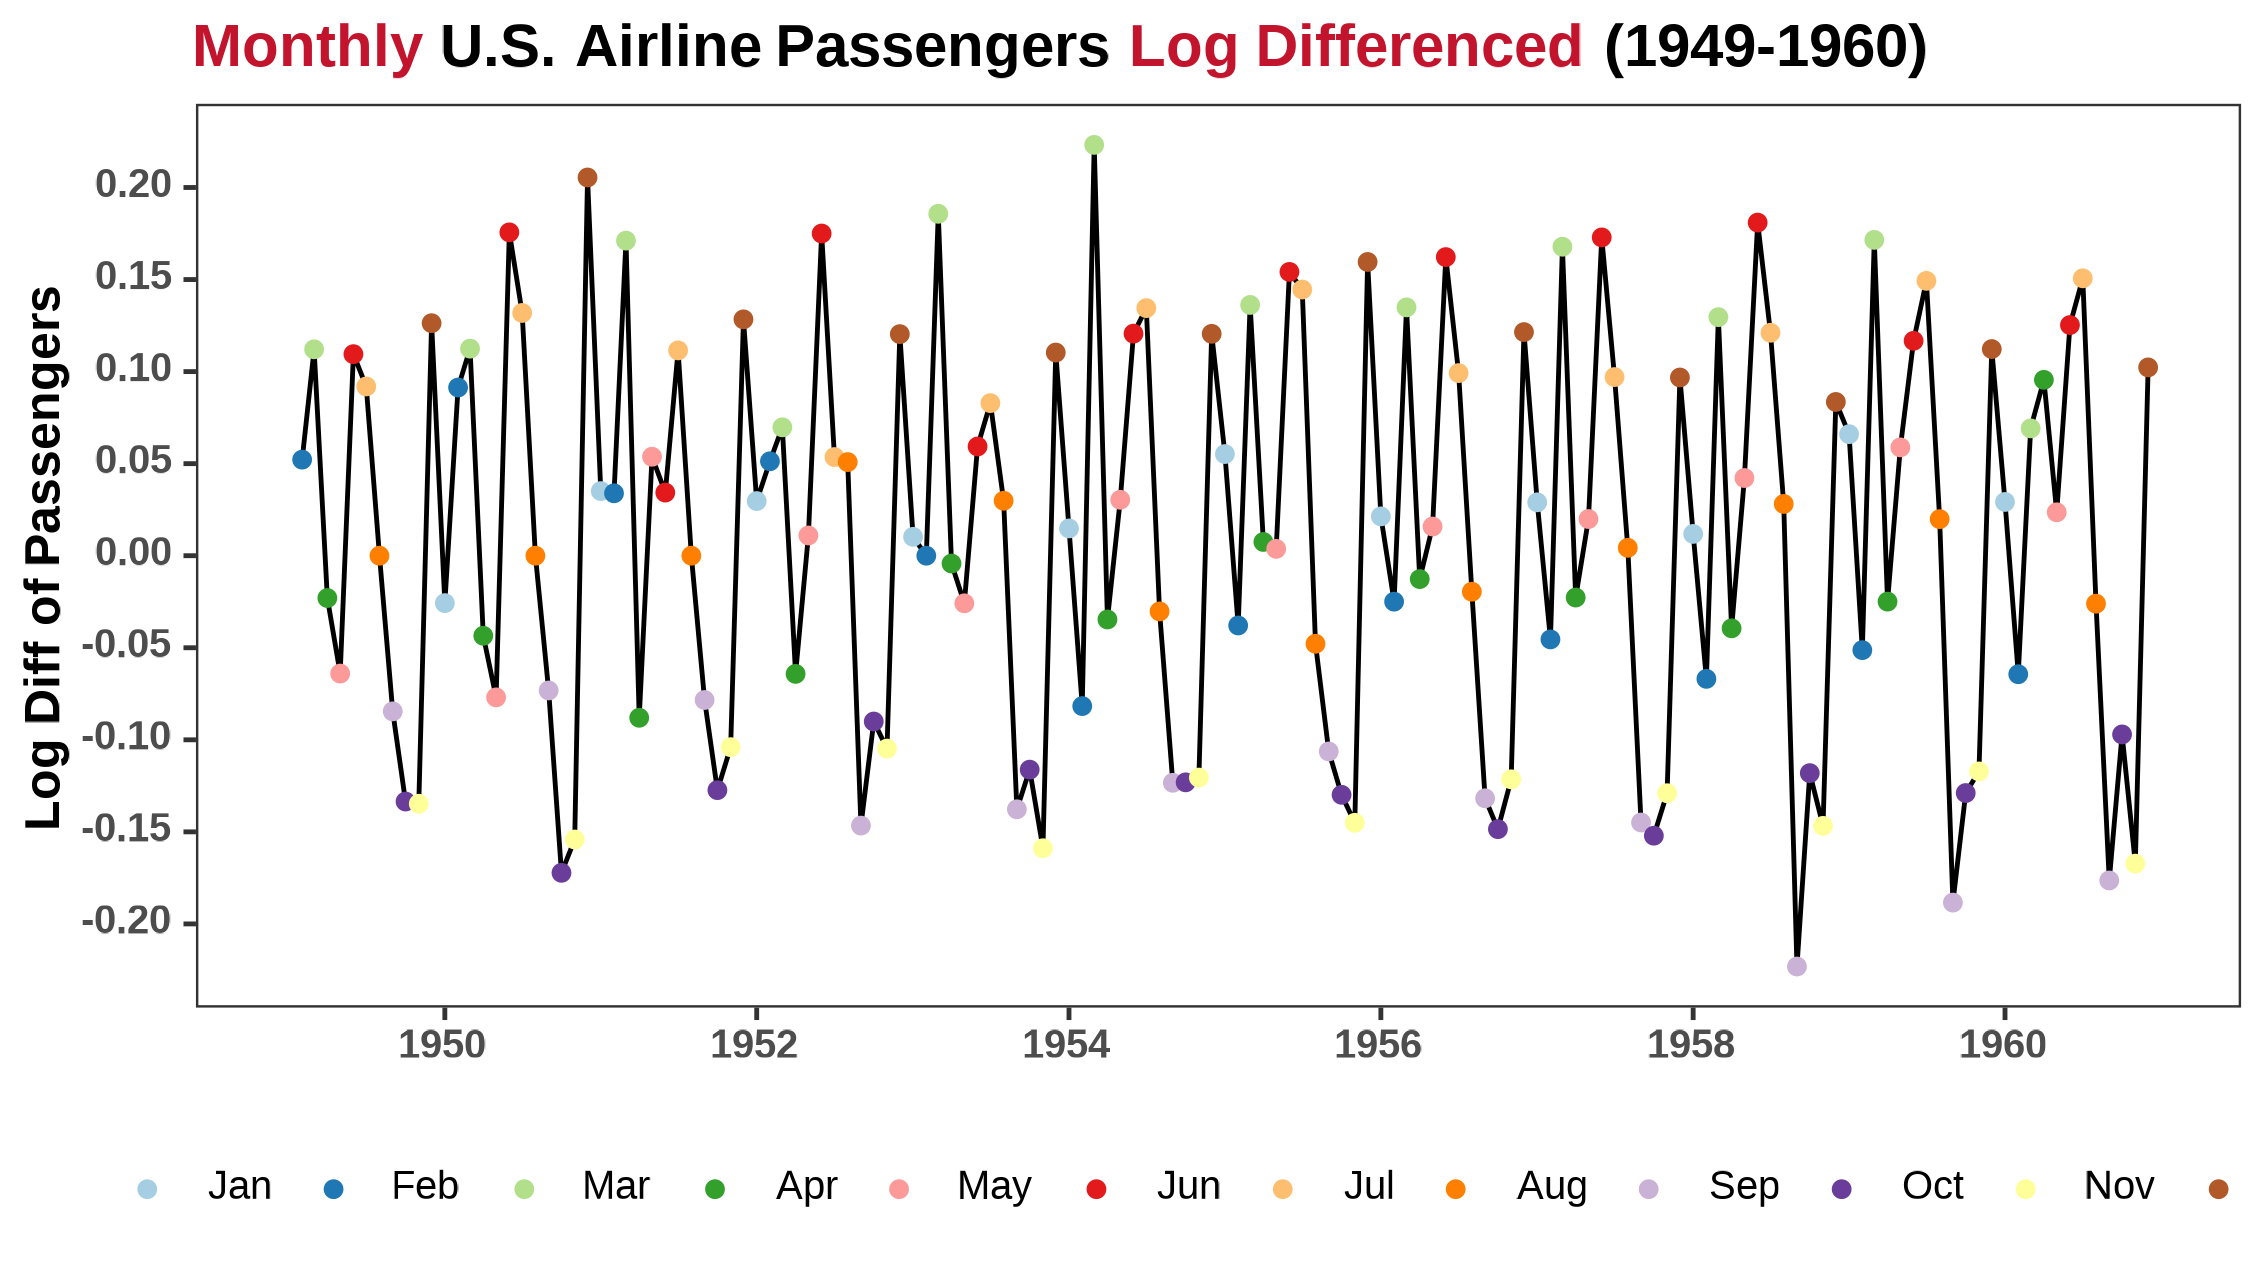 Monthly U.S. Airline Passengers Log Differenced (1949-1960)
Log Diff of Passengers
0.20
0.15
0.10
0.05
0.00
-0.05
-0.10
-0.15
-0.20
1950 1952 1954 1956 1958 1960
Jan Feb Mar Apr May Jun Jul Aug Sep Oct Nov